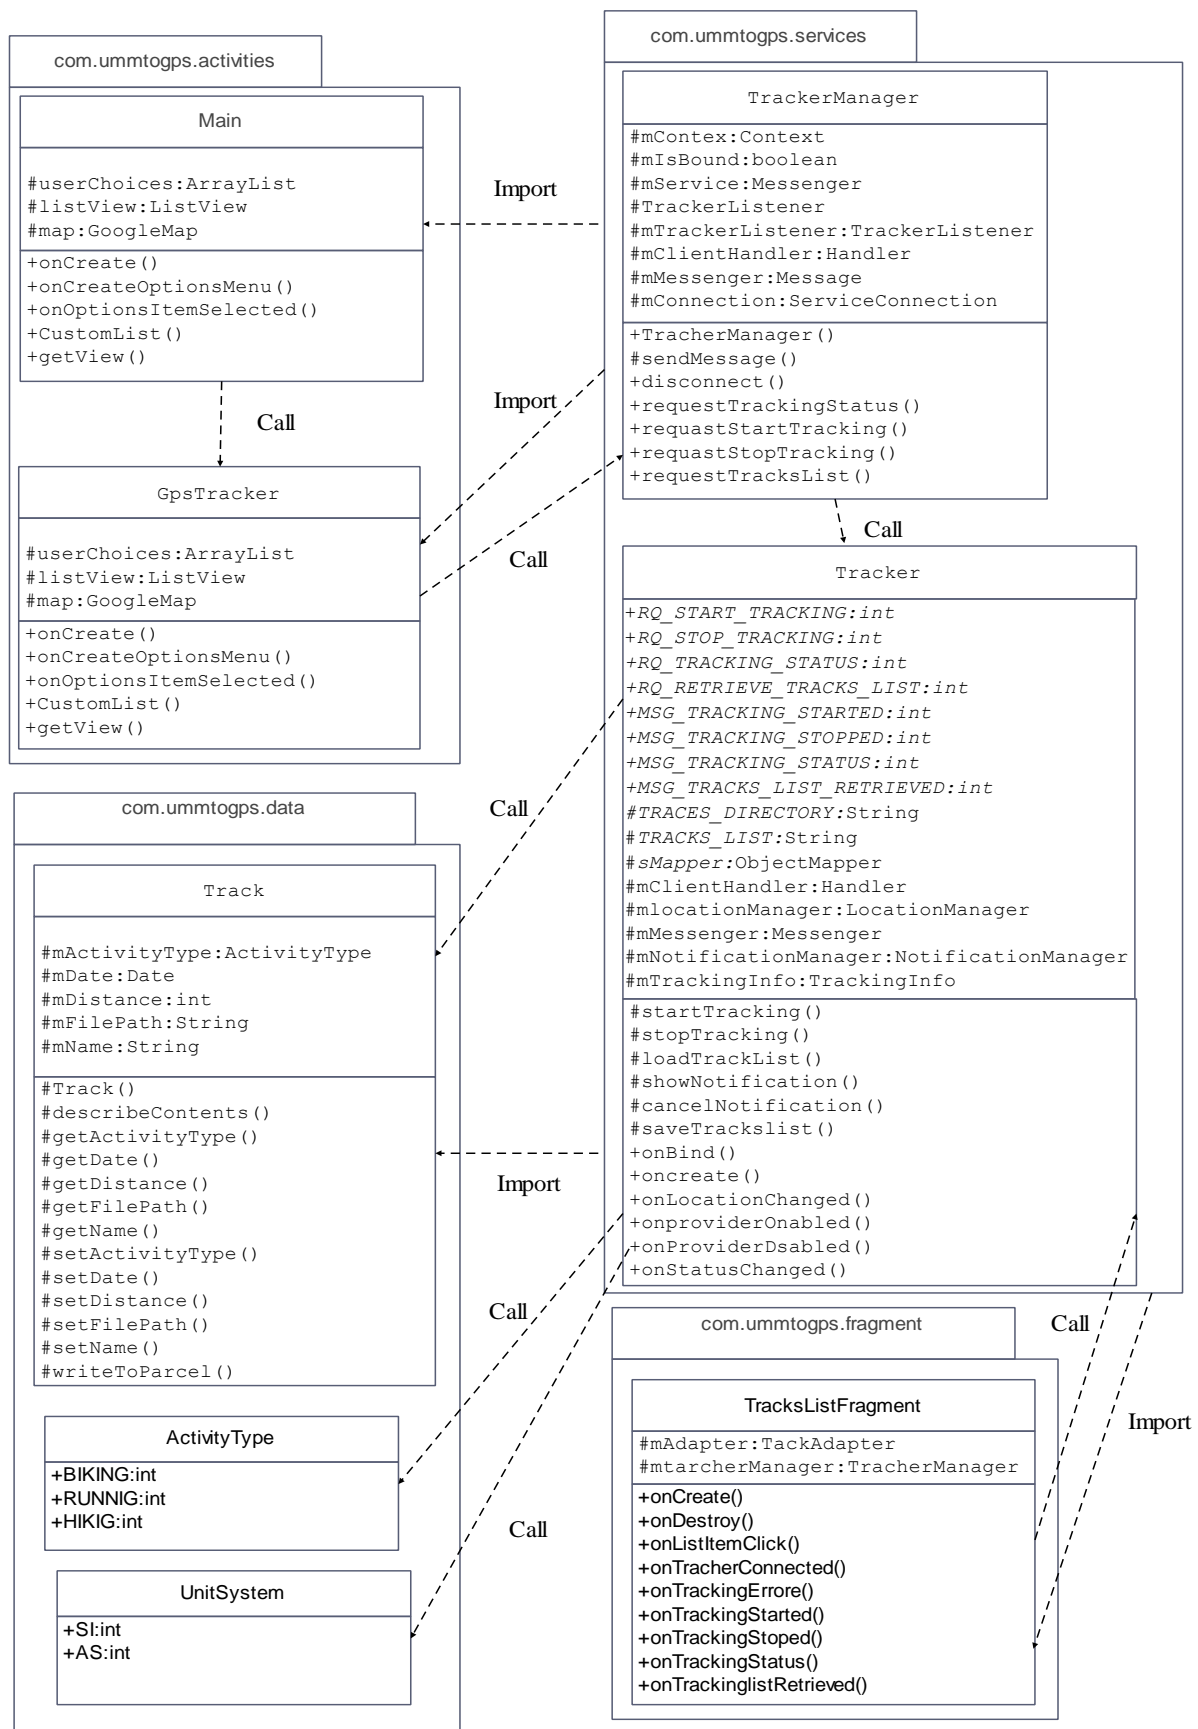 com.ummtogps.activities
Main
#userChoices:ArrayList
#listView:ListView
#map:GoogleMap
+onCreate()
+onCreateOptionsMenu()
+onOptionsItemSelected()
+CustomList()
+getView()
Call
GpsTracker
#userChoices:ArrayList
#listView:ListView
#map:GoogleMap
+onCreate()
+onCreateOptionsMenu()
+onOptionsItemSelected()
+CustomList()
+getView()
Import
Import
Call
com.ummtogps.services
TrackerManager
#mContex:Context
#mIsBound:boolean
#mService:Messenger
#TrackerListener
#mTrackerListener:TrackerListener
#mClientHandler:Handler
#mMessenger:Message
#mConnection:ServiceConnection
+TracherManager()
#sendMessage()
+disconnect()
+requestTrackingStatus()
+requastStartTracking()
+requastStopTracking()
+requestTracksList()
Call
Tracker
+RQ_START_TRACKING:int
+RQ_STOP_TRACKING:int
+RQ_TRACKING_STATUS:int
+RQ_RETRIEVE_TRACKS_LIST:int
+MSG_TRACKING_STARTED:int
+MSG_TRACKING_STOPPED:int
+MSG_TRACKING_STATUS:int
+MSG_TRACKS_LIST_RETRIEVED:int
#TRACES_DIRECTORY:String
#TRACKS_LIST:String
#sMapper:ObjectMapper
#mClientHandler:Handler
#mlocationManager:LocationManager
#mMessenger:Messenger
#mNotificationManager:NotificationManager
#mTrackingInfo:TrackingInfo
#startTracking()
#stopTracking()
#loadTrackList()
#showNotification()
#cancelNotification()
#saveTrackslist()
+onBind()
+oncreate()
+onLocationChanged()
+onproviderOnabled()
+onProviderDsabled()
+onStatusChanged()
Call
Import
Call
Call
com.ummtogps.data
Track
#mActivityType:ActivityType
#mDate:Date
#mDistance:int
#mFilePath:String
#mName:String
#Track()
#describeContents()
#getActivityType()
#getDate()
#getDistance()
#getFilePath()
#getName()
#setActivityType()
#setDate()
#setDistance()
#setFilePath()
#setName()
#writeToParcel()
ActivityType
+BIKING:int
+RUNNIG:int
+HIKIG:int
UnitSystem
+SI:int
+AS:int
com.ummtogps.fragment
Call
Import
TracksListFragment
#mAdapter:TackAdapter
#mtarcherManager:TracherManager
+onCreate()
+onDestroy()
+onListItemClick()
+onTracherConnected()
+onTrackingErrore()
+onTrackingStarted()
+onTrackingStoped()
+onTrackingStatus()
+onTrackinglistRetrieved()